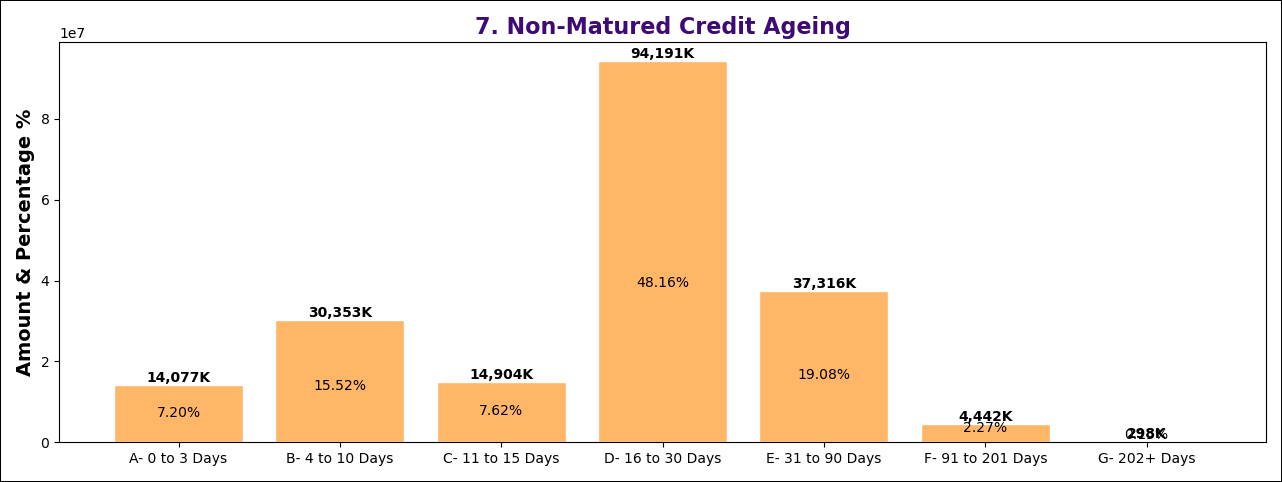 7. Non-Matured Credit Ageing
1e7
Amount & Percentage %
8
6
4
2
0
14,077K
7.20%
30,353K
15.52%
14,904K
7.62%
94,191K
48.16%
37,316K
19.08%
4,442K
2.27%
298K
A- 0 to 3 Days
B- 4 to 10 Days
C- 11 to 15 Days
D- 16 to 30 Days
E- 31 to 90 Days
F- 91 to 201 Days
G- 202+ Days